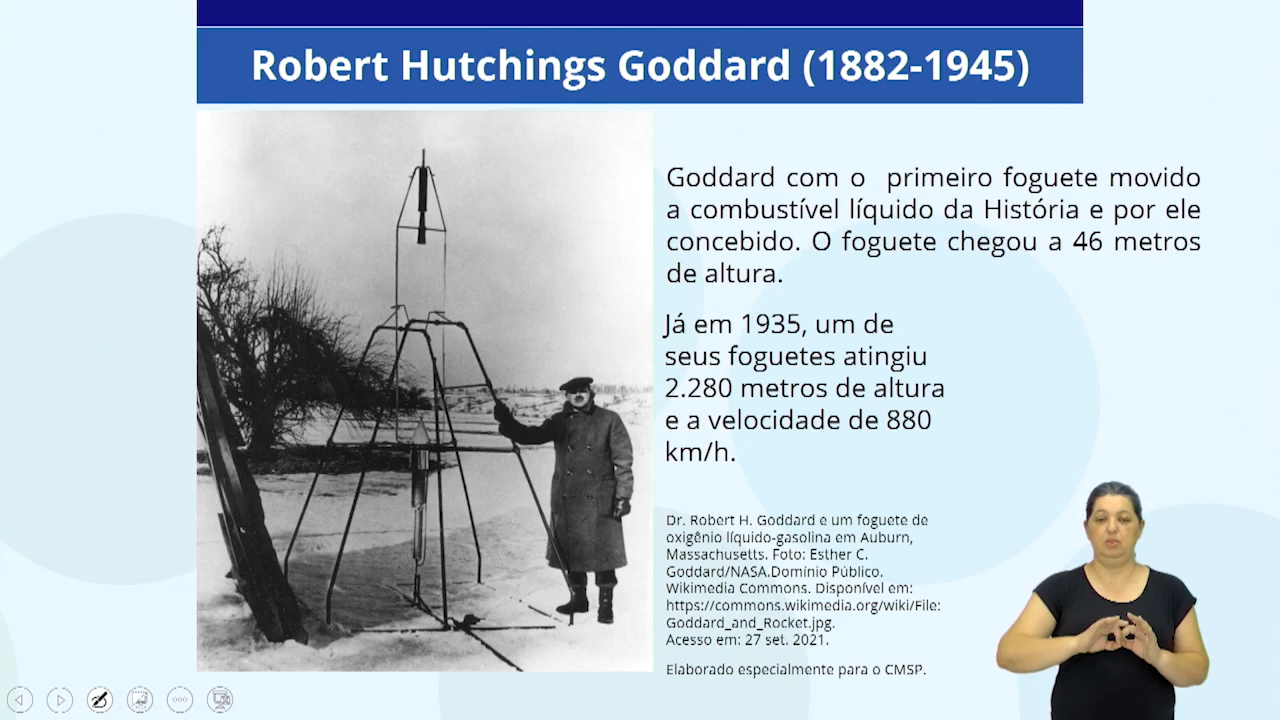 Robert Hutchings Goddard (1882-1945)
Goddard com o primeiro foguete movido
a combustível líquido da História e por ele
concebido. O foguete chegou a 46 metros
de altura.
Já em 1935, um de
seus foguetes atingiu
2.280 metros de altura
e a velocidade de 880
km/h.
Dr. Robert H. Goddard e um foguete de
oxigênio líquido-gasolina em Auburn,
Massachusetts. Foto: Esther C.
Goddard/NASA.Domínio Público.
Wikimedia Commons. Disponível em:
https://commons.wikimedia.org/wiki/File:
Goddard_and_Rocket.jpg.
Acesso em: 27 set. 2021.
Elaborado especialmente para o CMSP.